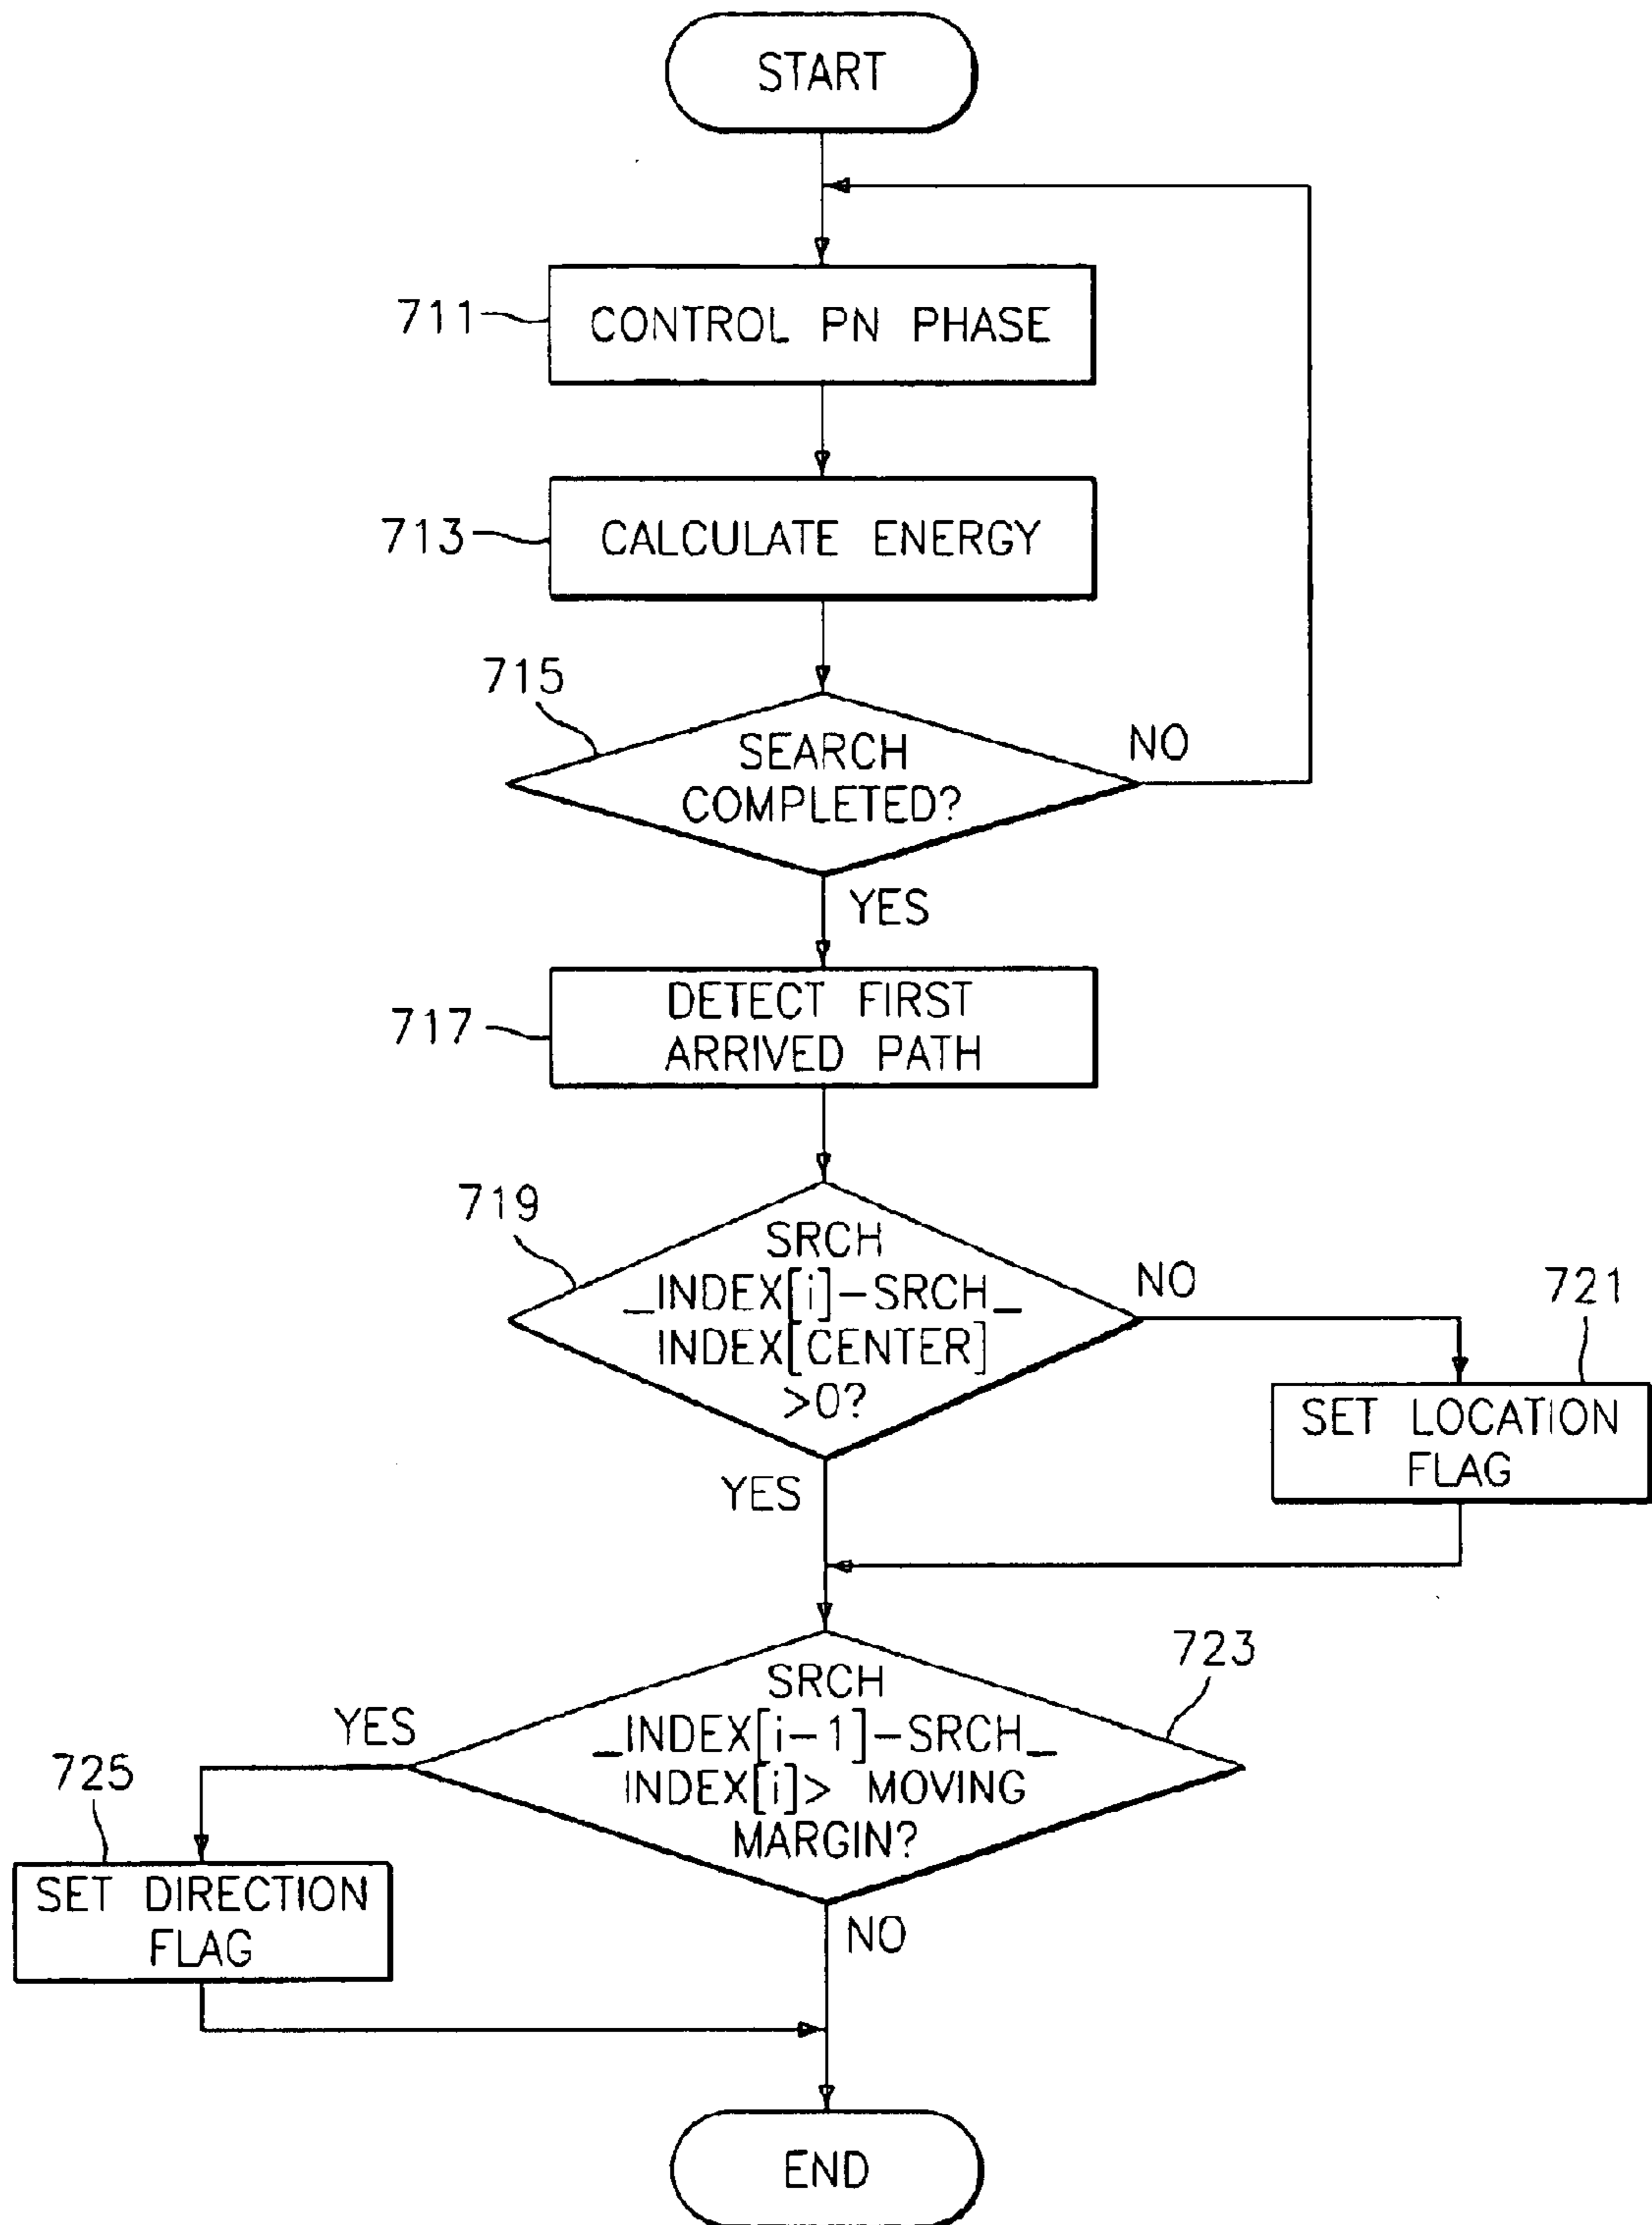 START
711
CONTROL PN PHASE
713
CALCULATE ENERGY
715
SEARCH
COMPLETED?
NO
YES
717
DETECT FIRST
ARRIVED PATH
719
SRCH
_INDEX[i]-SRCH_
INDEX[CENTER]
>0?
NO
721
SET LOCATION
FLAG
YES
723
SRCH
_INDEX[i-1]-SRCH_
INDEX[i]> MOVING
MARGIN?
YES
725
SET DIRECTION
FLAG
NO
END